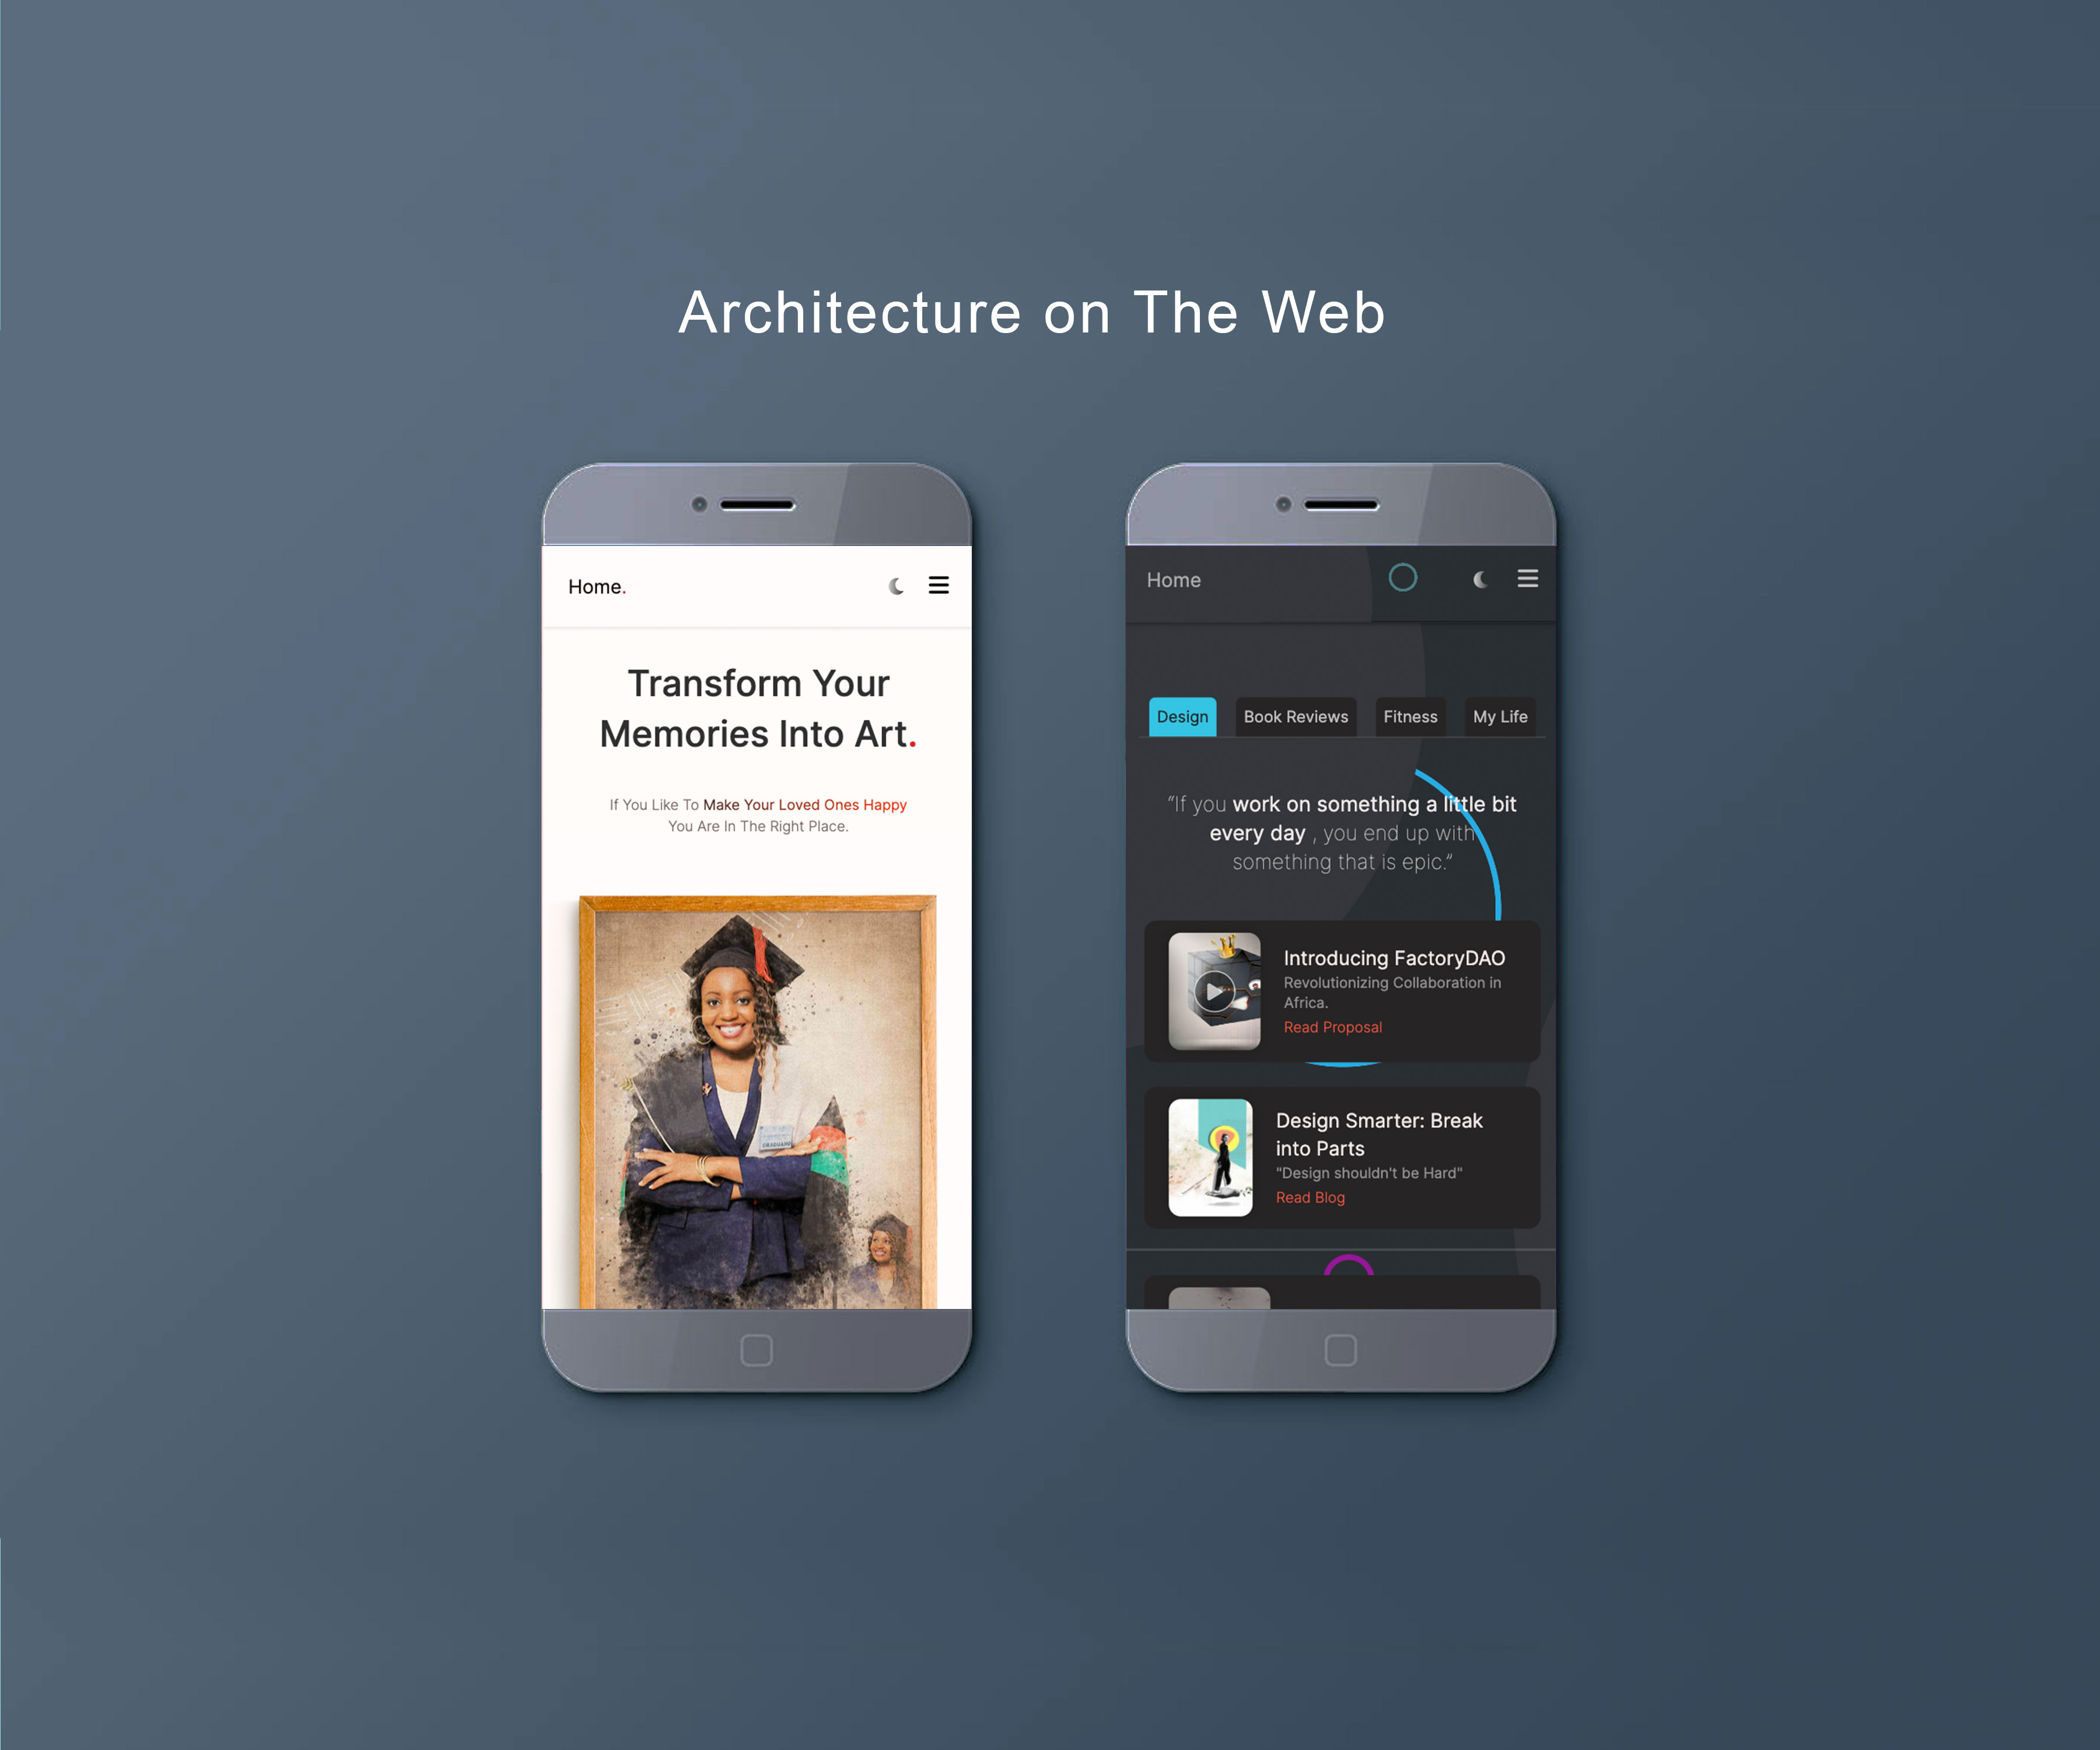 Architecture on The Web
Home.
Transform Your
Memories Into Art.
If You Like To Make Your Loved Ones Happy
You Are In The Right Place.
Home
Design
Book Reviews
Fitness
My Life
“If you work on something a little bit
every day , you end up with
something that is epic.”
Introducing FactoryDAO
Revolutionizing Collaboration in
Africa.
Read Proposal
Design Smarter: Break
into Parts
"Design shouldn't be Hard"
Read Blog